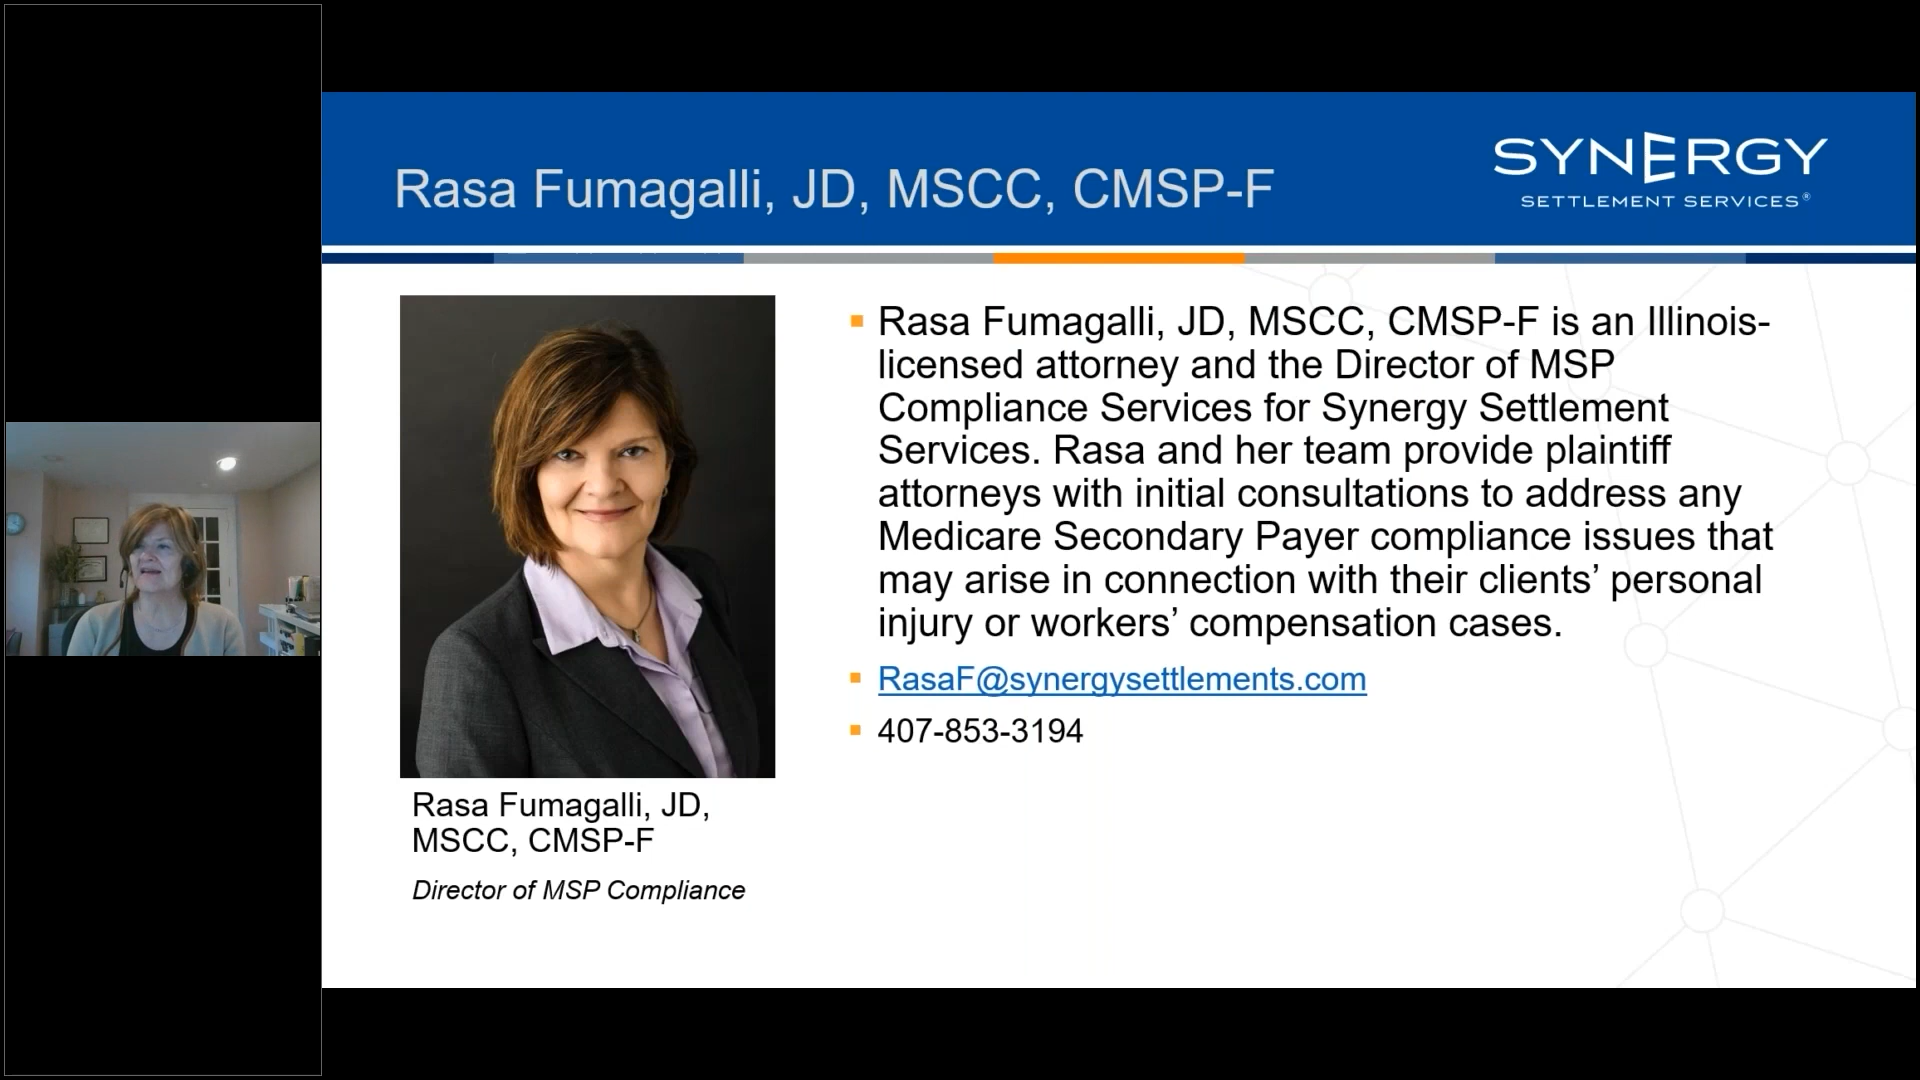 Rasa Fumagalli, JD, MSCC, CMSP-F
SYNERGY
SETTLEMENT SERVICES®
Rasa Fumagalli, JD, MSCC, CMSP-F is an Illinois-
licensed attorney and the Director of MSP
Compliance Services for Synergy Settlement
Services. Rasa and her team provide plaintiff
attorneys with initial consultations to address any
Medicare Secondary Payer compliance issues that
may arise in connection with their clients’ personal
injury or workers’ compensation cases.
RasaF@synergysettlements.com
407-853-3194
Rasa Fumagalli, JD,
MSCC, CMSP-F
Director of MSP Compliance